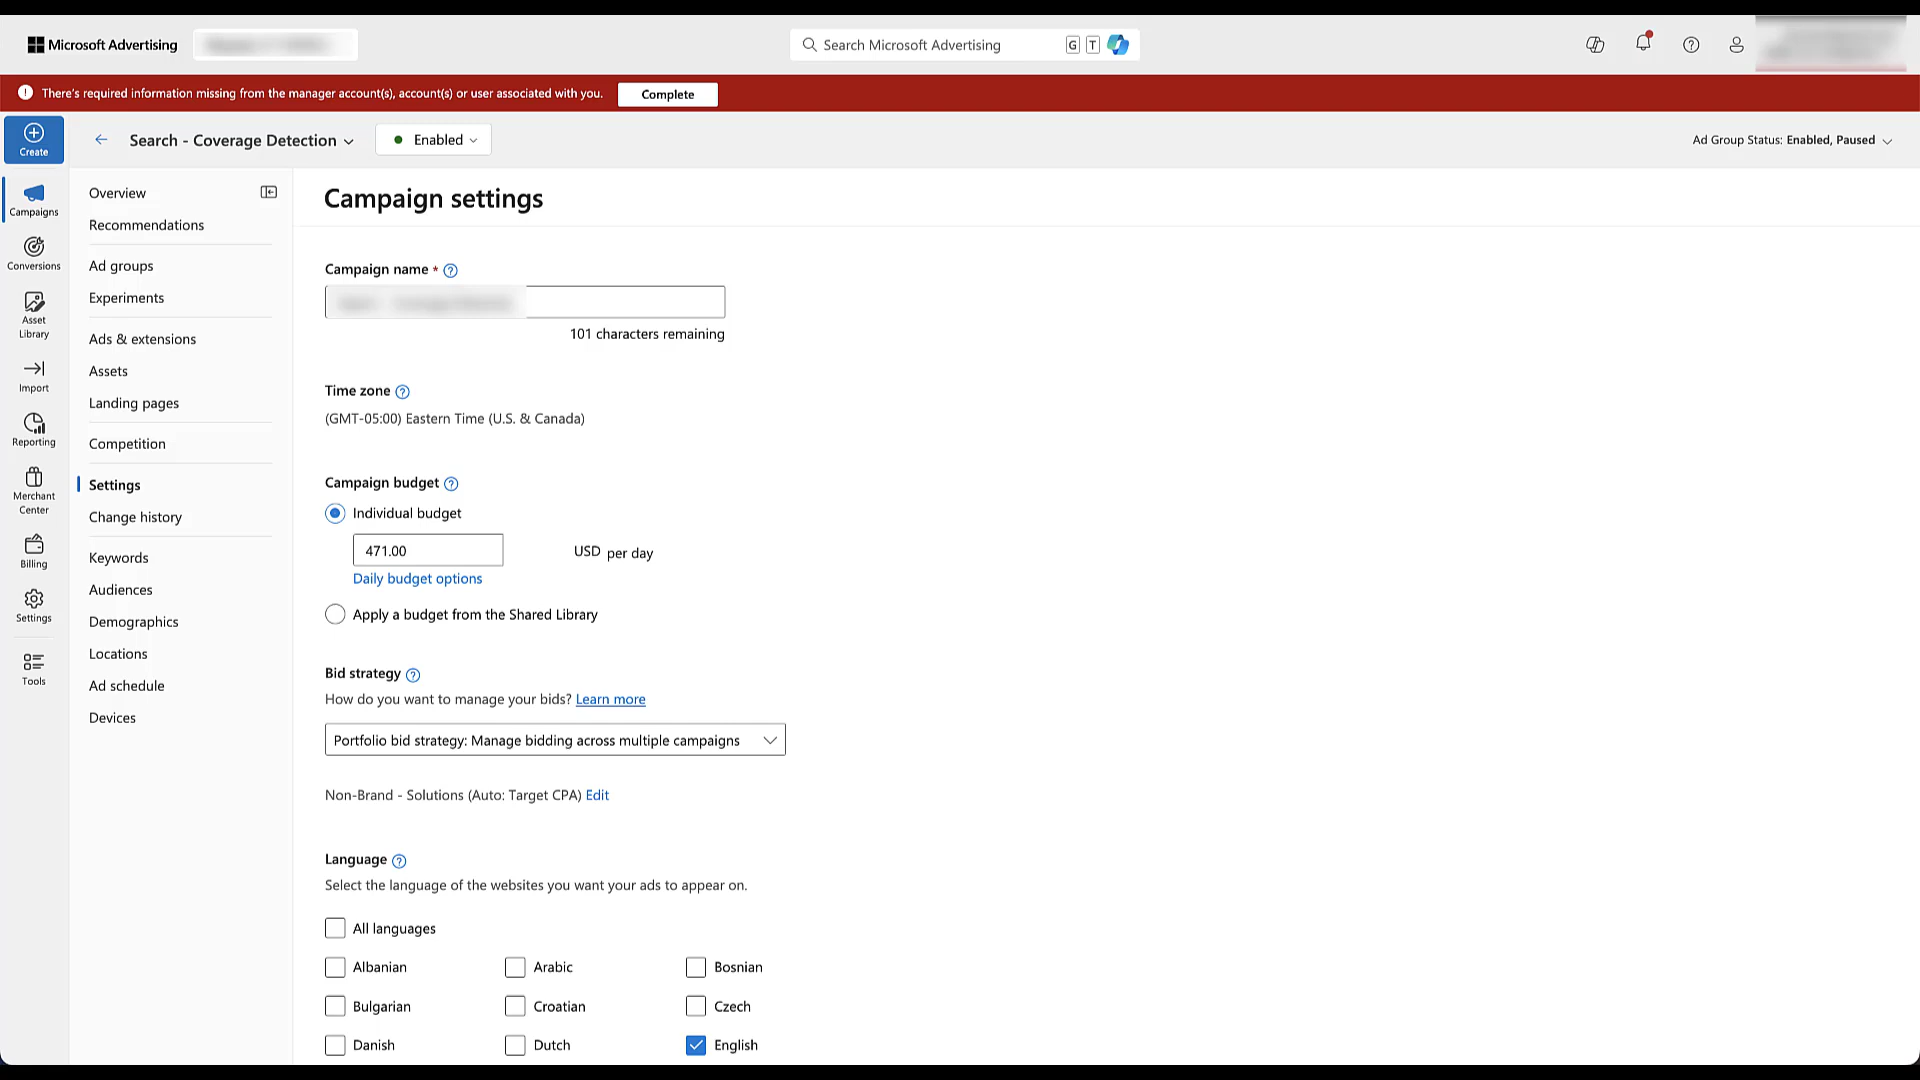 Microsoft Advertising
Search Microsoft Advertising
G
T
There's required information missing from the manager account(s), account(s) or user associated with you.
Complete
Create
Search - Coverage Detection
Enabled
Ad Group Status: Enabled, Paused
Campaigns
Conversions
Asset
Library
Import
Reporting
Merchant
Center
Billing
Settings
Tools
Overview
Recommendations
Ad groups
Experiments
Ads & extensions
Assets
Landing pages
Competition
Settings
Change history
Keywords
Audiences
Demographics
Locations
Ad schedule
Devices
Campaign settings
Campaign name *
101 characters remaining
Time zone
(GMT-05:00) Eastern Time (U.S. & Canada)
Campaign budget
Individual budget
471.00
USD per day
Daily budget options
Apply a budget from the Shared Library
Bid strategy
How do you want to manage your bids? Learn more
Portfolio bid strategy: Manage bidding across multiple campaigns
Non-Brand - Solutions (Auto: Target CPA) Edit
Language
Select the language of the websites you want your ads to appear on.
All languages
Albanian
Arabic
Bosnian
Bulgarian
Croatian
Czech
Danish
Dutch
English